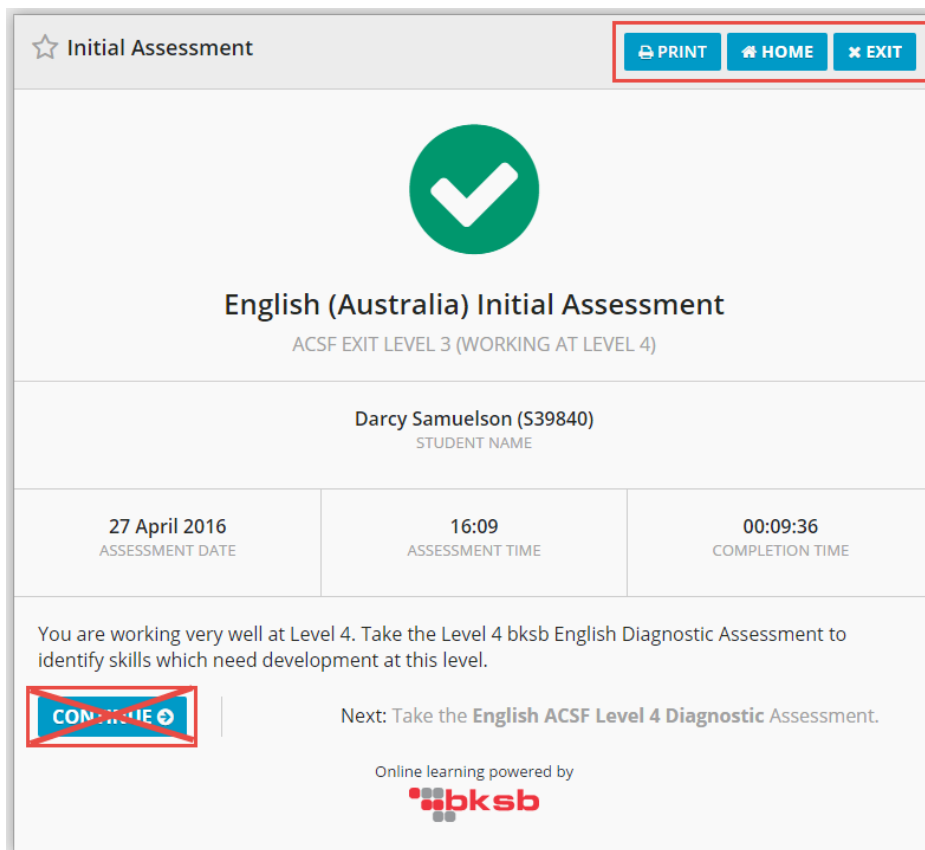 Initial Assessment
PRINT HOME EXIT
English (Australia) Initial Assessment
ACSF EXIT LEVEL 3 (WORKING AT LEVEL 4)
Darcy Samuelson (S39840)
STUDENT NAME
27 April 2016 16:09 00:09:36
ASSESSMENT DATE ASSESSMENT TIME COMPLETION TIME
You are working very well at Level 4. Take the Level 4 bksb English Diagnostic Assessment to
identify skills which need development at this level.
CONTINUE Next: Take the English ACSF Level 4 Diagnostic Assessment.
Online learning powered by
bksb